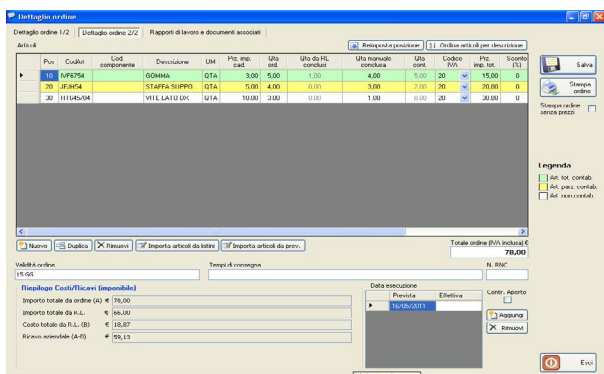 Dettaglio ordine
Dettaglio ordine 1/2 Dettaglio ordine 2/2 Rapporti di lavoro e documenti associati
Articoli
Reimposta posizione Ordina articoli per descrizione
Pos CodArt Cod. componente Descrizione UM Prz. imp. cad. Qta ord. Qta da RL conclusi Qta manuale conclusa Qta cont. Codice IVA Prz. imp. tot. Sconto (%)
10 IVF6754 GOMMA QTA 3,00 5,00 1,00 4,00 5,00 20 15,00 0
20 JFJH54 STAFFA SUPPO... QTA 5,00 4,00 0,00 3,00 2,00 20 20,00 0
30 HTG45784 VITE LATO DX QTA 10,00 3,00 0,00 1,00 0,00 20 30,00 0
Salva
Stampa ordine
Stampa ordine senza prezzi
Legenda
Art. tot. contab.
Art. parz. contab.
Art. non contab.
Nuovo Duplica Rimuovi Importa articoli da listini Importa articoli da prev.
Totale ordine (IVA inclusa) €
78,00
Validità ordine Tempi di consegna N. RNC
15 GG
Riepilogo Costi/Ricavi (imponibile)
Importo totale da ordine (A) € 78,00
Importo totale da R.L. € 66,00
Costo totale da R.L. (B) € 18,87
Ricavo aziendale (A-B) € 59,13
Data esecuzione
Prevista Effettiva
16/05/2011
Contr. Aperto
Aggiungi
Rimuovi
Esci